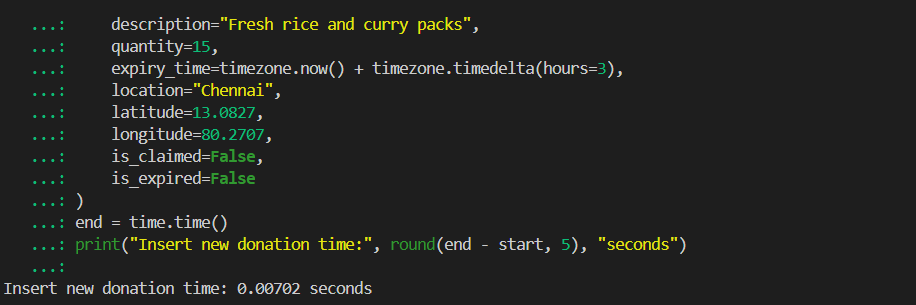 ...:     description="Fresh rice and curry packs",
...:     quantity=15,
...:     expiry_time=timezone.now() + timezone.timedelta(hours=3),
...:     location="Chennai",
...:     latitude=13.0827,
...:     longitude=80.2707,
...:     is_claimed=False,
...:     is_expired=False
...: )
...: end = time.time()
...: print("Insert new donation time:", round(end - start, 5), "seconds")
...:
Insert new donation time: 0.00702 seconds